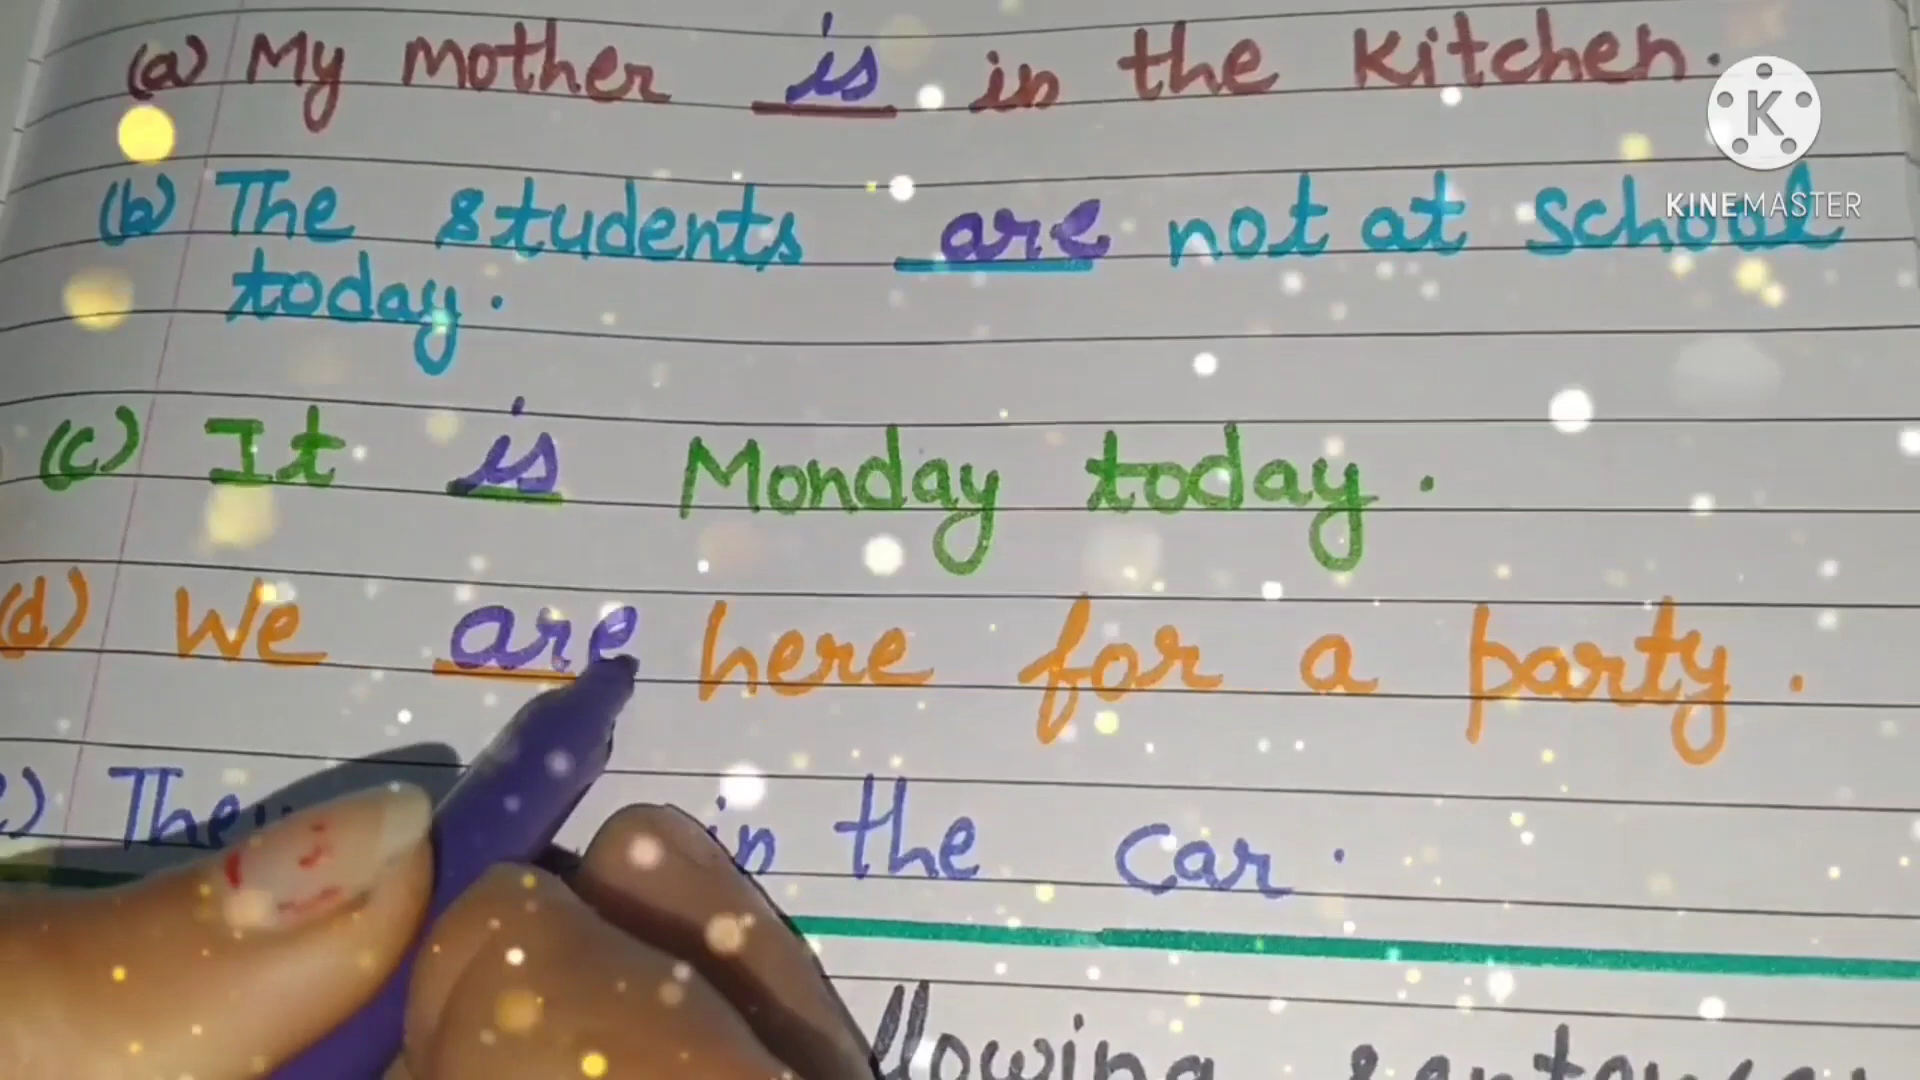 (a) My mother is in the kitchen.
K
KINEMASTER
(b) The students are not at school
today.
(c) It is Monday today.
(d) We are here for a party.
in the car.